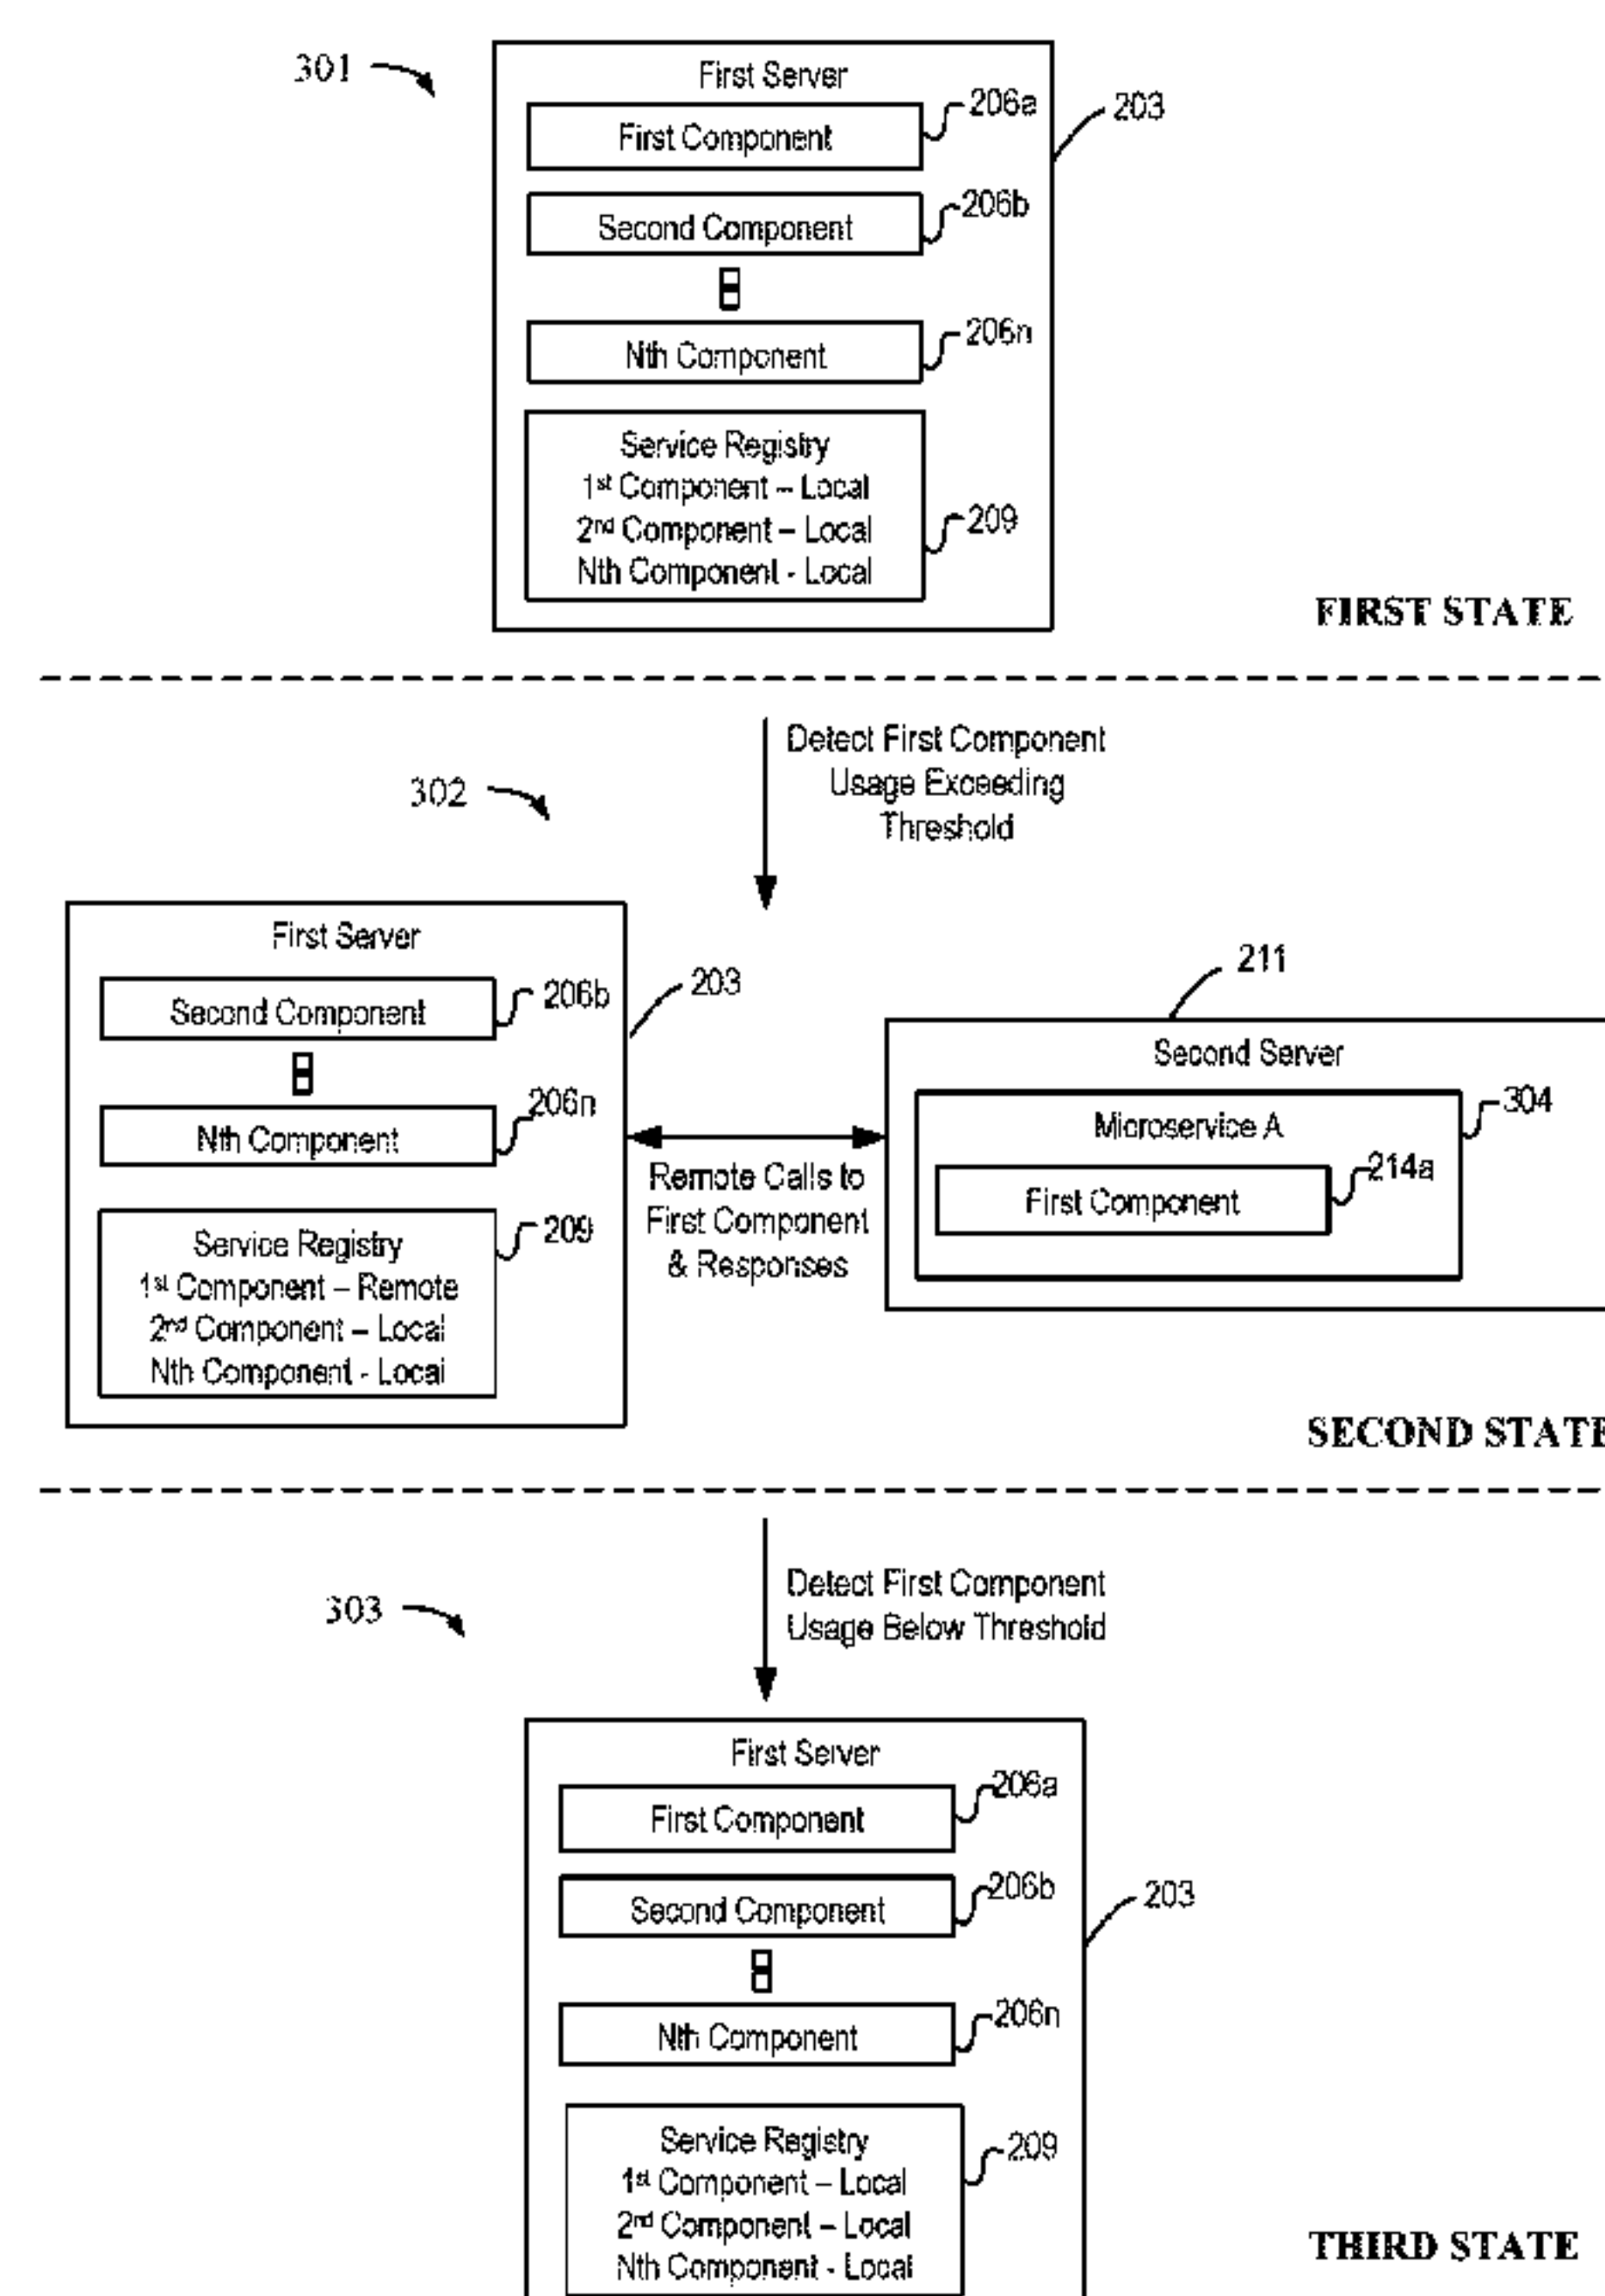 301
First Server
First Component
206a
203
Second Component
206b
Nth Component
206n
Service Registry
1st Component – Local
2nd Component – Local
Nth Component - Local
209
FIRST STATE
Detect First Component
Usage Exceeding
Threshold
302
First Server
203
Second Component
206b
Nth Component
206n
Service Registry
1st Component – Remote
2nd Component – Local
Nth Component - Local
209
Remote Calls to
First Component
& Responses
211
Second Server
Microservice A
304
First Component
214a
SECOND STATE
Detect First Component
Usage Below Threshold
303
First Server
First Component
206a
Second Component
206b
203
Nth Component
206n
Service Registry
1st Component – Local
2nd Component – Local
Nth Component - Local
209
THIRD STATE